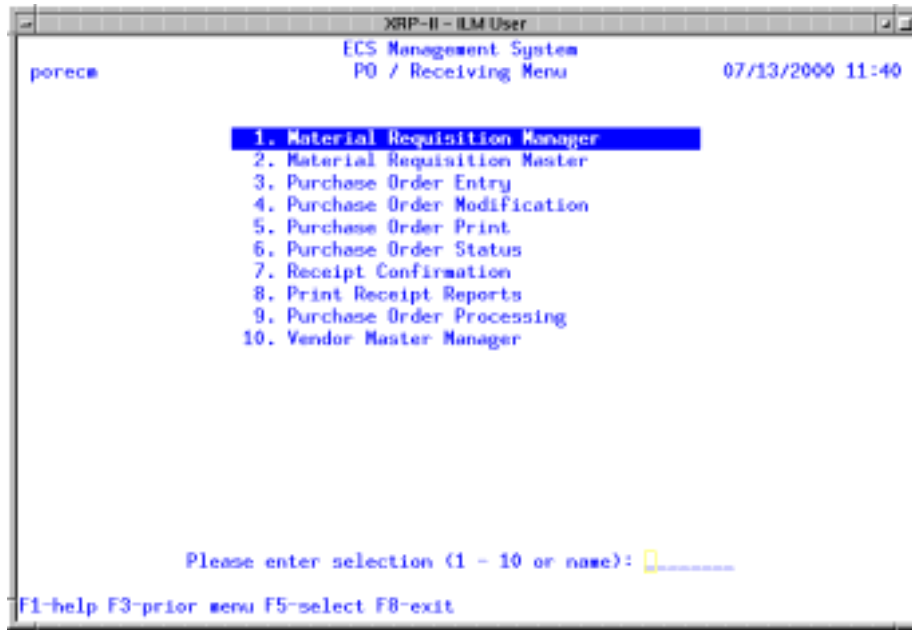 XRP-II - ILM User
ECS Management System
porecm PO / Receiving Menu 07/13/2000 11:40
1. Material Requisition Manager
2. Material Requisition Master
3. Purchase Order Entry
4. Purchase Order Modification
5. Purchase Order Print
6. Purchase Order Status
7. Receipt Confirmation
8. Print Receipt Reports
9. Purchase Order Processing
10. Vendor Master Manager
Please enter selection (1 - 10 or name):
F1-help F3-prior menu F5-select F8-exit